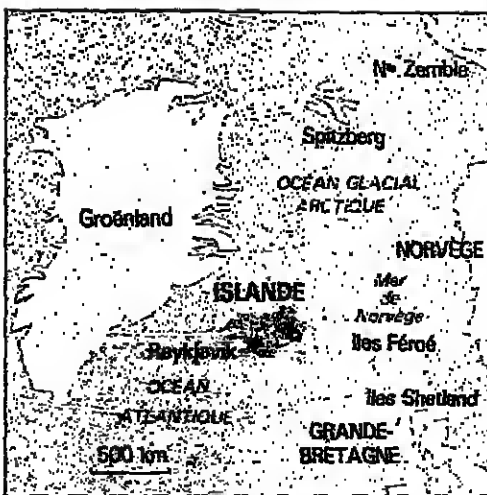 Nlle Zemble
Spitzberg
OCÉAN GLACIAL
ARCTIQUE
Groënland
NORVÈGE
ISLANDE
Mer
de
Norvège
Reykjavik
Iles Féroé
OCÉAN
ATLANTIQUE
Iles Shetland
GRANDE-
BRETAGNE
500 km